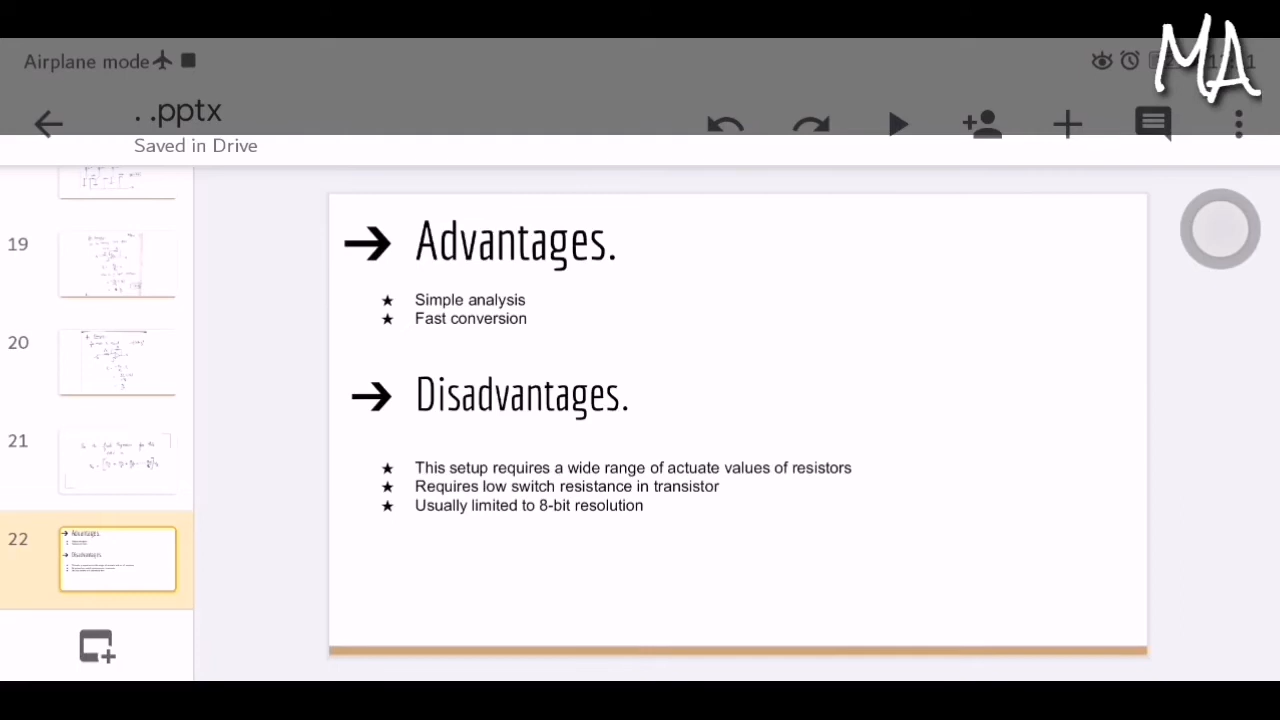 MA
Airplane mode
. .pptx
Saved in Drive
19
20
21
22
Advantages.
Disadvantages.
→ Advantages.
★ Simple analysis
★ Fast conversion
→ Disadvantages.
★ This setup requires a wide range of actuate values of resistors
★ Requires low switch resistance in transistor
★ Usually limited to 8-bit resolution